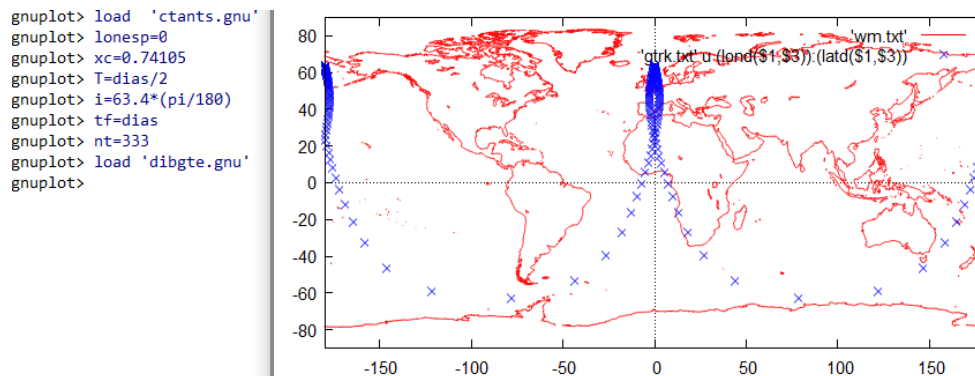 gnuplot> load  'ctants.gnu'
gnuplot> lonesp=0
gnuplot> xc=0.74105
gnuplot> T=dias/2
gnuplot> i=63.4*(pi/180)
gnuplot> tf=dias
gnuplot> nt=333
gnuplot> load 'dibgte.gnu'
gnuplot>
'wm.txt'
'gtrk.txt' u (lond($1,$3)):(latd($1,$3))
80
60
40
20
0
-20
-40
-60
-80
-150
-100
-50
0
50
100
150